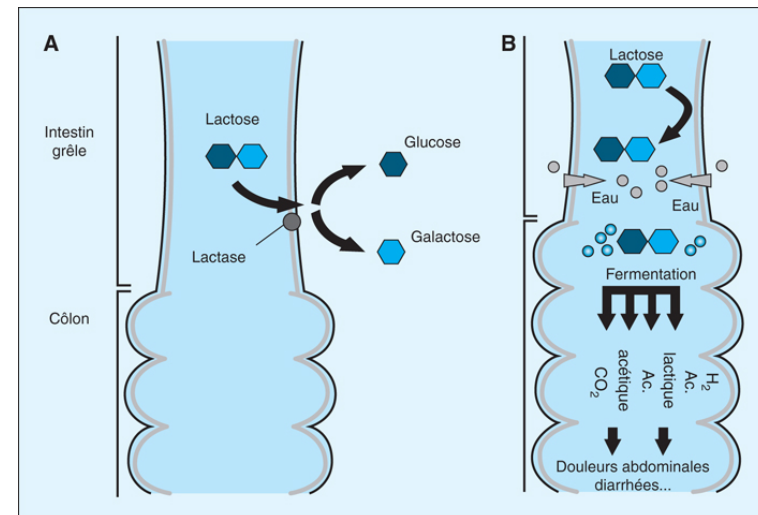 A
Intestin
grêle
Lactose
Glucose
Galactose
Lactase
Côlon
B
Lactose
Eau
Eau
Fermentation
CO2
Ac.
acétique
Ac.
lactique
H2
Douleurs abdominales
diarrhées...